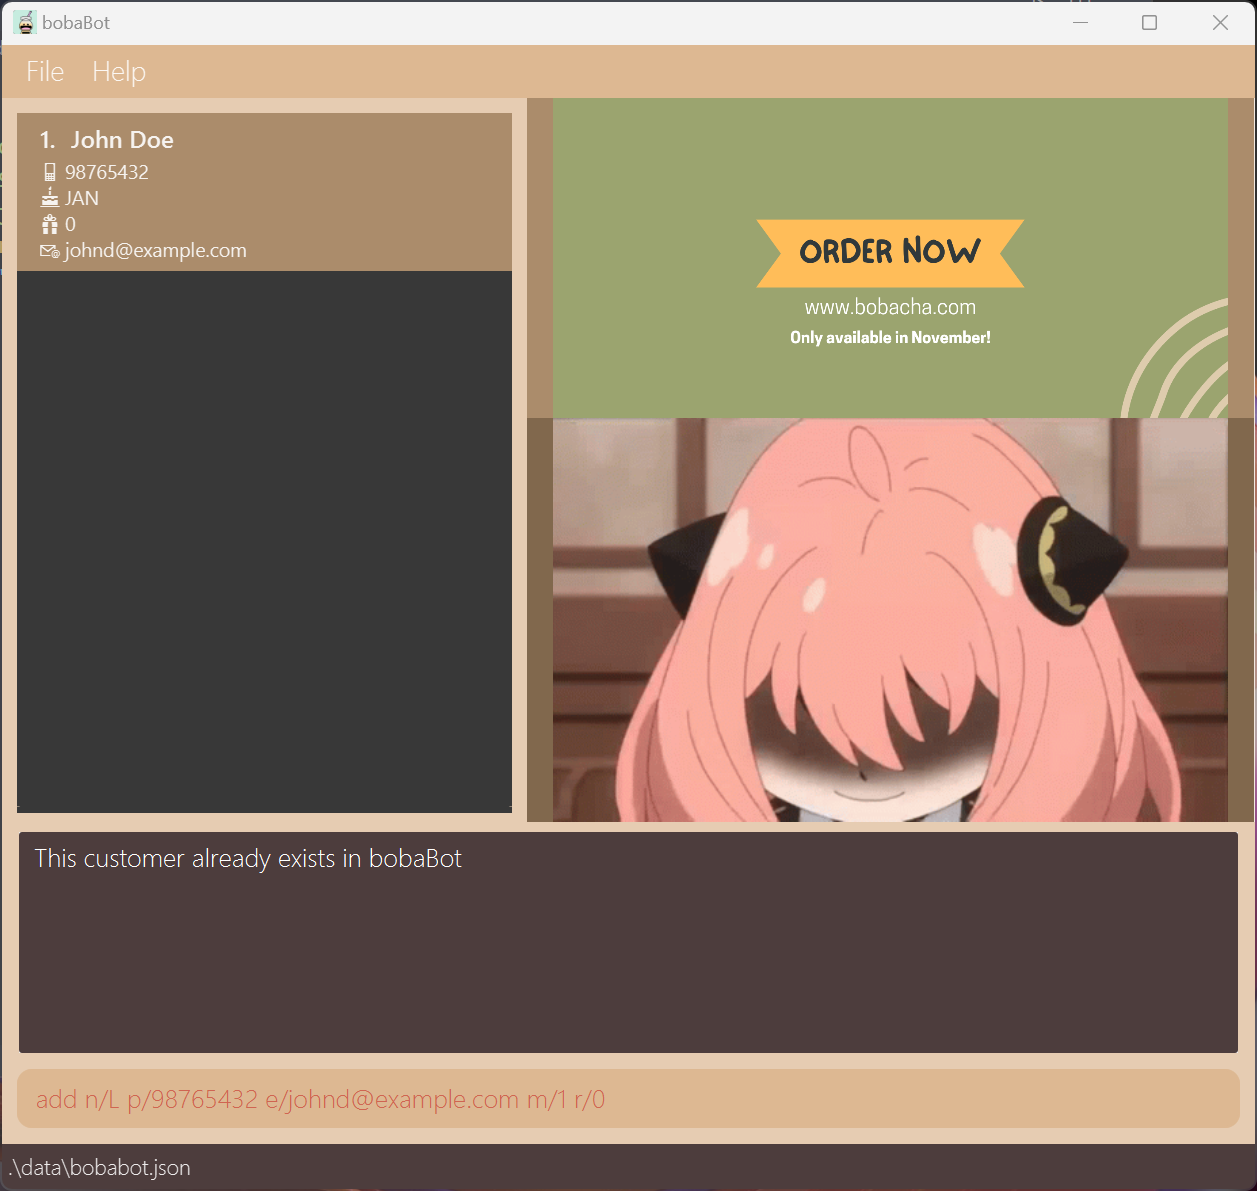 bobaBot
File Help
1. John Doe
98765432
JAN
0
johnd@example.com
ORDER NOW
www.bobacha.com
Only available in November!
This customer already exists in bobaBot
add n/L p/98765432 e/johnd@example.com m/1 r/0
.\data\bobabot.json